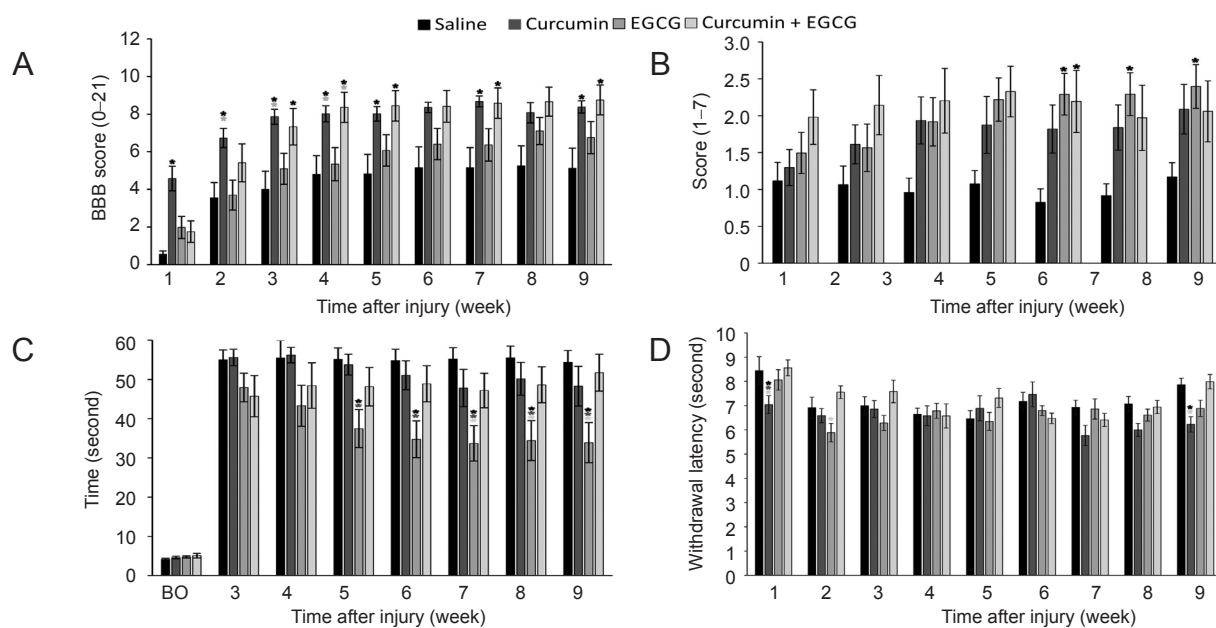 Saline Curcumin EGCG Curcumin + EGCG
A
BBB score (0–21)
12
10
8
6
4
2
0
1 2 3 4 5 6 7 8 9
Time after injury (week)
B
Score (1–7)
3.0
2.5
2.0
1.5
1.0
0.5
0
1 2 3 4 5 6 7 8 9
Time after injury (week)
C
Time (second)
60
50
40
30
20
10
0
BO 3 4 5 6 7 8 9
Time after injury (week)
D
Withdrawal latency (second)
10
9
8
7
6
5
4
3
2
1
0
1 2 3 4 5 6 7 8 9
Time after injury (week)